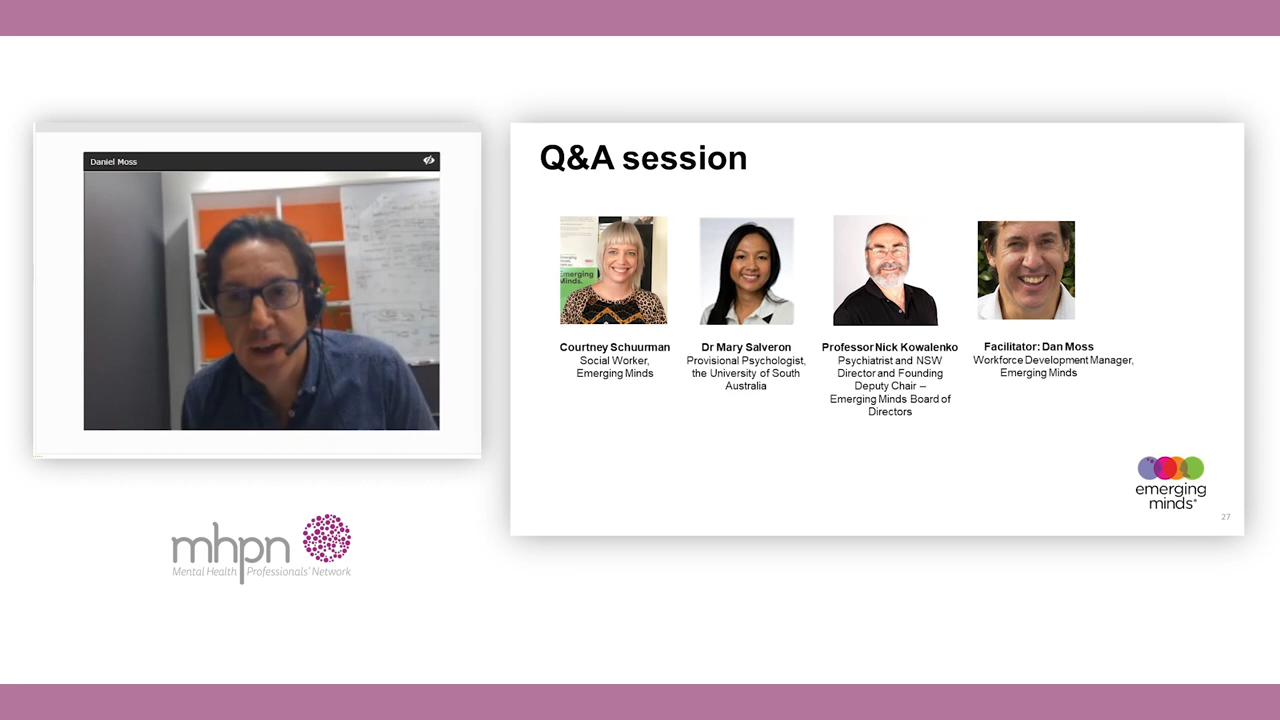 Daniel Moss
mhpn
Mental Health Professionals' Network
Q&A session
Emerging
Minds.
Courtney Schuurman
Social Worker,
Emerging Minds
Dr Mary Salveron
Provisional Psychologist,
the University of South
Australia
Professor Nick Kowalenko
Psychiatrist and NSW
Director and Founding
Deputy Chair –
Emerging Minds Board of
Directors
Facilitator: Dan Moss
Workforce Development Manager,
Emerging Minds
emerging
minds
27